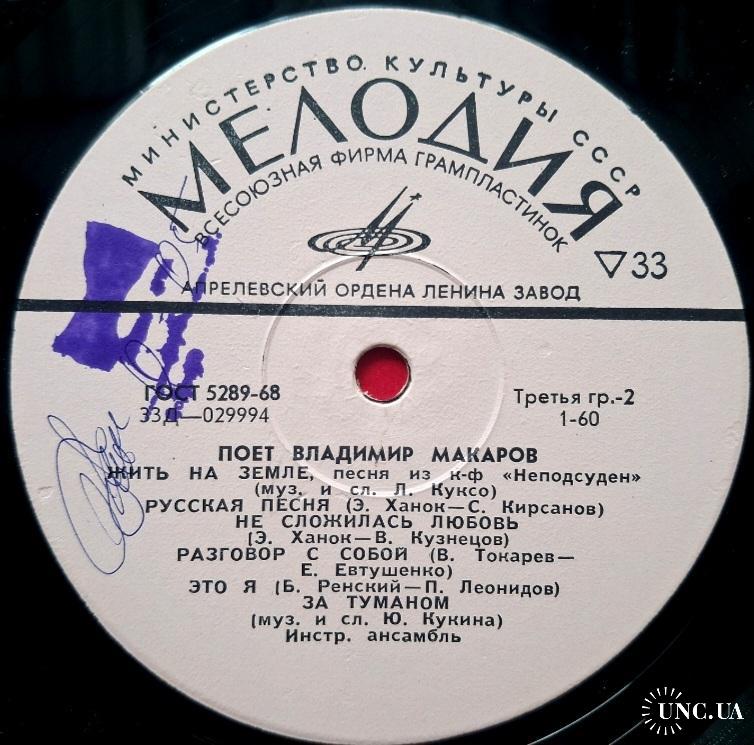 МИНИСТЕРСТВО КУЛЬТУРЫ СССР
МЕЛОДИЯ
ВСЕСОЮЗНАЯ ФИРМА ГРАМПЛАСТИНОК
▽33
АПРЕЛЕВСКИЙ ОРДЕНА ЛЕНИНА ЗАВОД
ГОСТ 5289-68
Третья гр.-2
33Д—029994
1-60
ПОЕТ ВЛАДИМИР МАКАРОВ
ЖИТЬ НА ЗЕМЛЕ, песня из к-ф «Неподсуден»
(муз. и сл. Л. Куксо)
РУССКАЯ ПЕСНЯ (Э. Ханок—С. Кирсанов)
НЕ СЛОЖИЛАСЬ ЛЮБОВЬ
(Э. Ханок—В. Кузнецов)
РАЗГОВОР С СОБОЙ (В. Токарев—
Е. Евтушенко)
ЭТО Я (Б. Ренский—П. Леонидов)
ЗА ТУМАНОМ
(муз. и сл. Ю. Кукина)
Инстр. ансамбль
UNC.UA